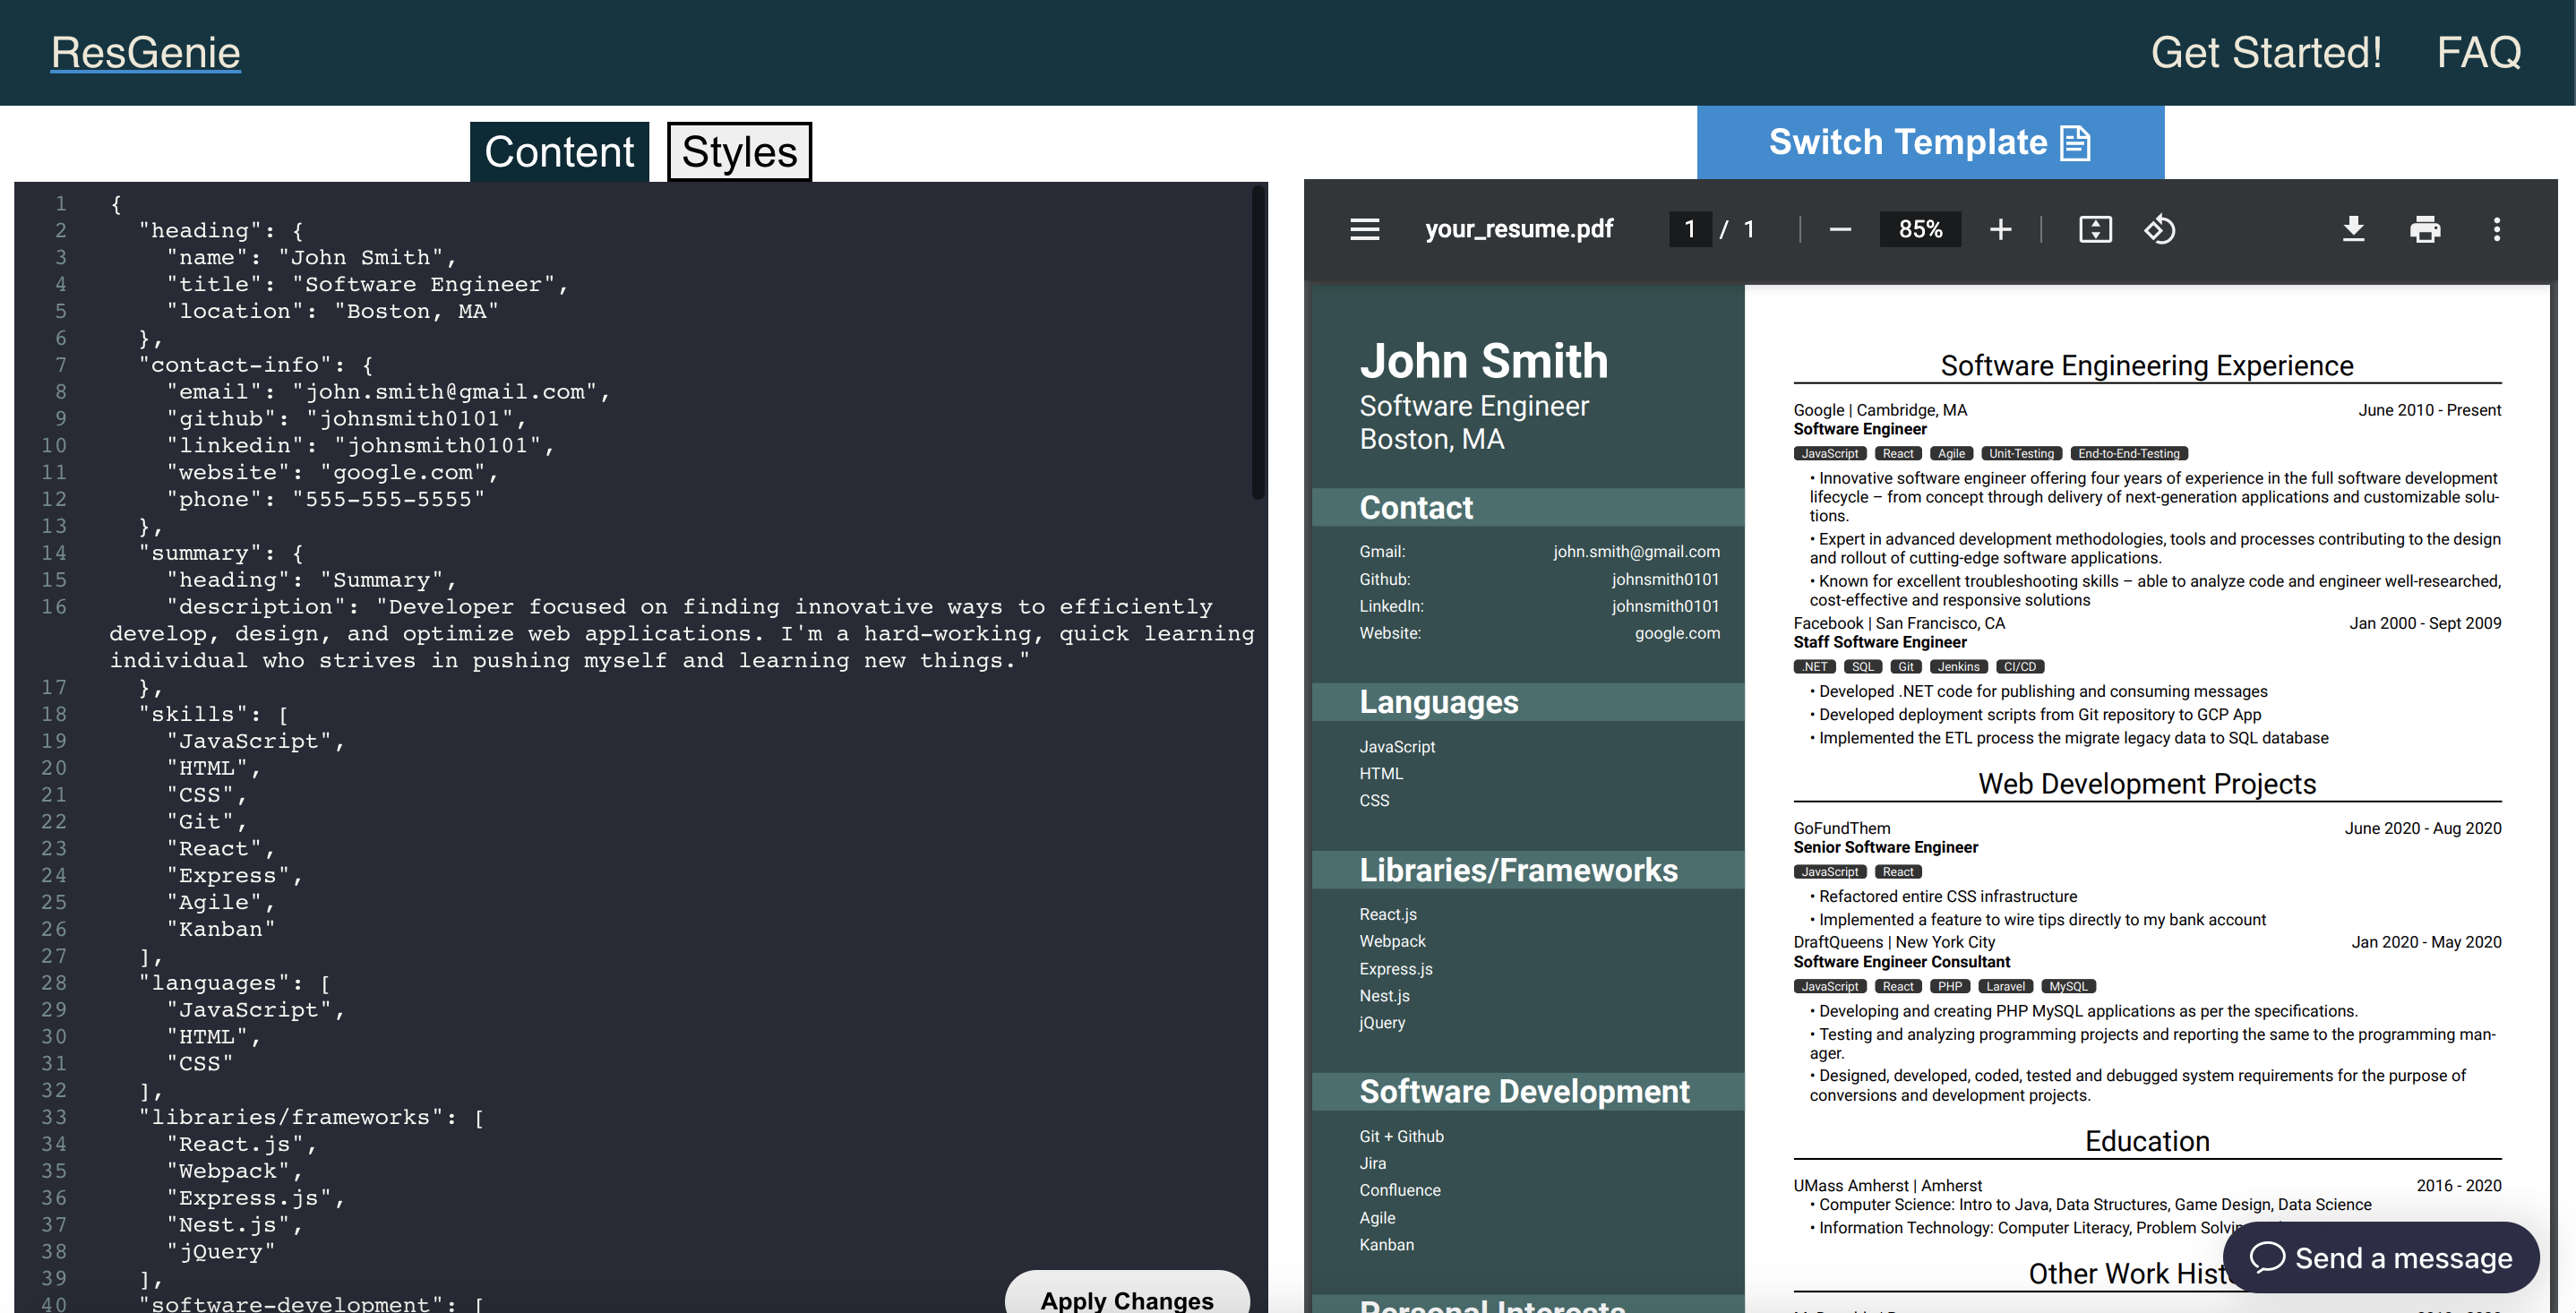 ResGenie
Get Started!
FAQ
Content
Styles
Switch Template
1 {
2 "heading": {
3 "name": "John Smith",
4 "title": "Software Engineer",
5 "location": "Boston, MA"
6 },
7 "contact-info": {
8 "email": "john.smith@gmail.com",
9 "github": "johnsmith0101",
10 "linkedin": "johnsmith0101",
11 "website": "google.com",
12 "phone": "555-555-5555"
13 },
14 "summary": {
15 "heading": "Summary",
16 "description": "Developer focused on finding innovative ways to efficiently
develop, design, and optimize web applications. I'm a hard-working, quick learning
individual who strives in pushing myself and learning new things."
17 },
18 "skills": [
19 "JavaScript",
20 "HTML",
21 "CSS",
22 "Git",
23 "React",
24 "Express",
25 "Agile",
26 "Kanban"
27 ],
28 "languages": [
29 "JavaScript",
30 "HTML",
31 "CSS"
32 ],
33 "libraries/frameworks": [
34 "React.js",
35 "Webpack",
36 "Express.js",
37 "Nest.js",
38 "jQuery"
39 ],
40 "software-development": [
Apply Changes
your_resume.pdf
1 / 1
85%
John Smith
Software Engineer
Boston, MA
Contact
Gmail: john.smith@gmail.com
Github: johnsmith0101
LinkedIn: johnsmith0101
Website: google.com
Languages
JavaScript
HTML
CSS
Libraries/Frameworks
React.js
Webpack
Express.js
Nest.js
jQuery
Software Development
Git + Github
Jira
Confluence
Agile
Kanban
Personal Interests
Software Engineering Experience
Google | Cambridge, MA June 2010 - Present
Software Engineer
JavaScript React Agile Unit-Testing End-to-End-Testing
• Innovative software engineer offering four years of experience in the full software development
lifecycle – from concept through delivery of next-generation applications and customizable solu-
tions.
• Expert in advanced development methodologies, tools and processes contributing to the design
and rollout of cutting-edge software applications.
• Known for excellent troubleshooting skills – able to analyze code and engineer well-researched,
cost-effective and responsive solutions
Facebook | San Francisco, CA Jan 2000 - Sept 2009
Staff Software Engineer
.NET SQL Git Jenkins CI/CD
• Developed .NET code for publishing and consuming messages
• Developed deployment scripts from Git repository to GCP App
• Implemented the ETL process the migrate legacy data to SQL database
Web Development Projects
GoFundThem June 2020 - Aug 2020
Senior Software Engineer
JavaScript React
• Refactored entire CSS infrastructure
• Implemented a feature to wire tips directly to my bank account
DraftQueens | New York City Jan 2020 - May 2020
Software Engineer Consultant
JavaScript React PHP Laravel MySQL
• Developing and creating PHP MySQL applications as per the specifications.
• Testing and analyzing programming projects and reporting the same to the programming man-
ager.
• Designed, developed, coded, tested and debugged system requirements for the purpose of
conversions and development projects.
Education
UMass Amherst | Amherst 2016 - 2020
• Computer Science: Intro to Java, Data Structures, Game Design, Data Science
• Information Technology: Computer Literacy, Problem
Other Work
Send a message